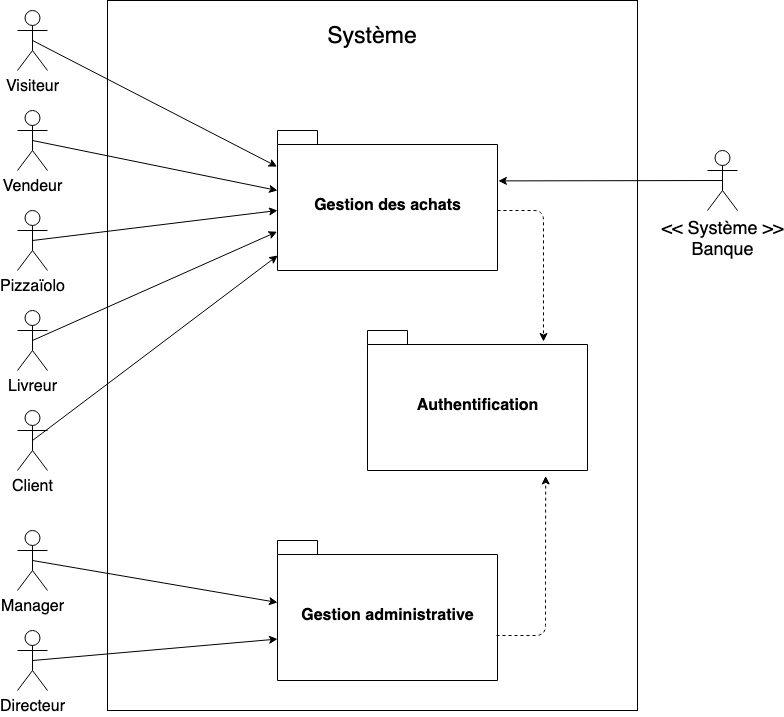 Système
Visiteur
Vendeur
Gestion des achats
<< Système >>
Banque
Pizzaïolo
Livreur
Authentification
Client
Manager
Gestion administrative
Directeur